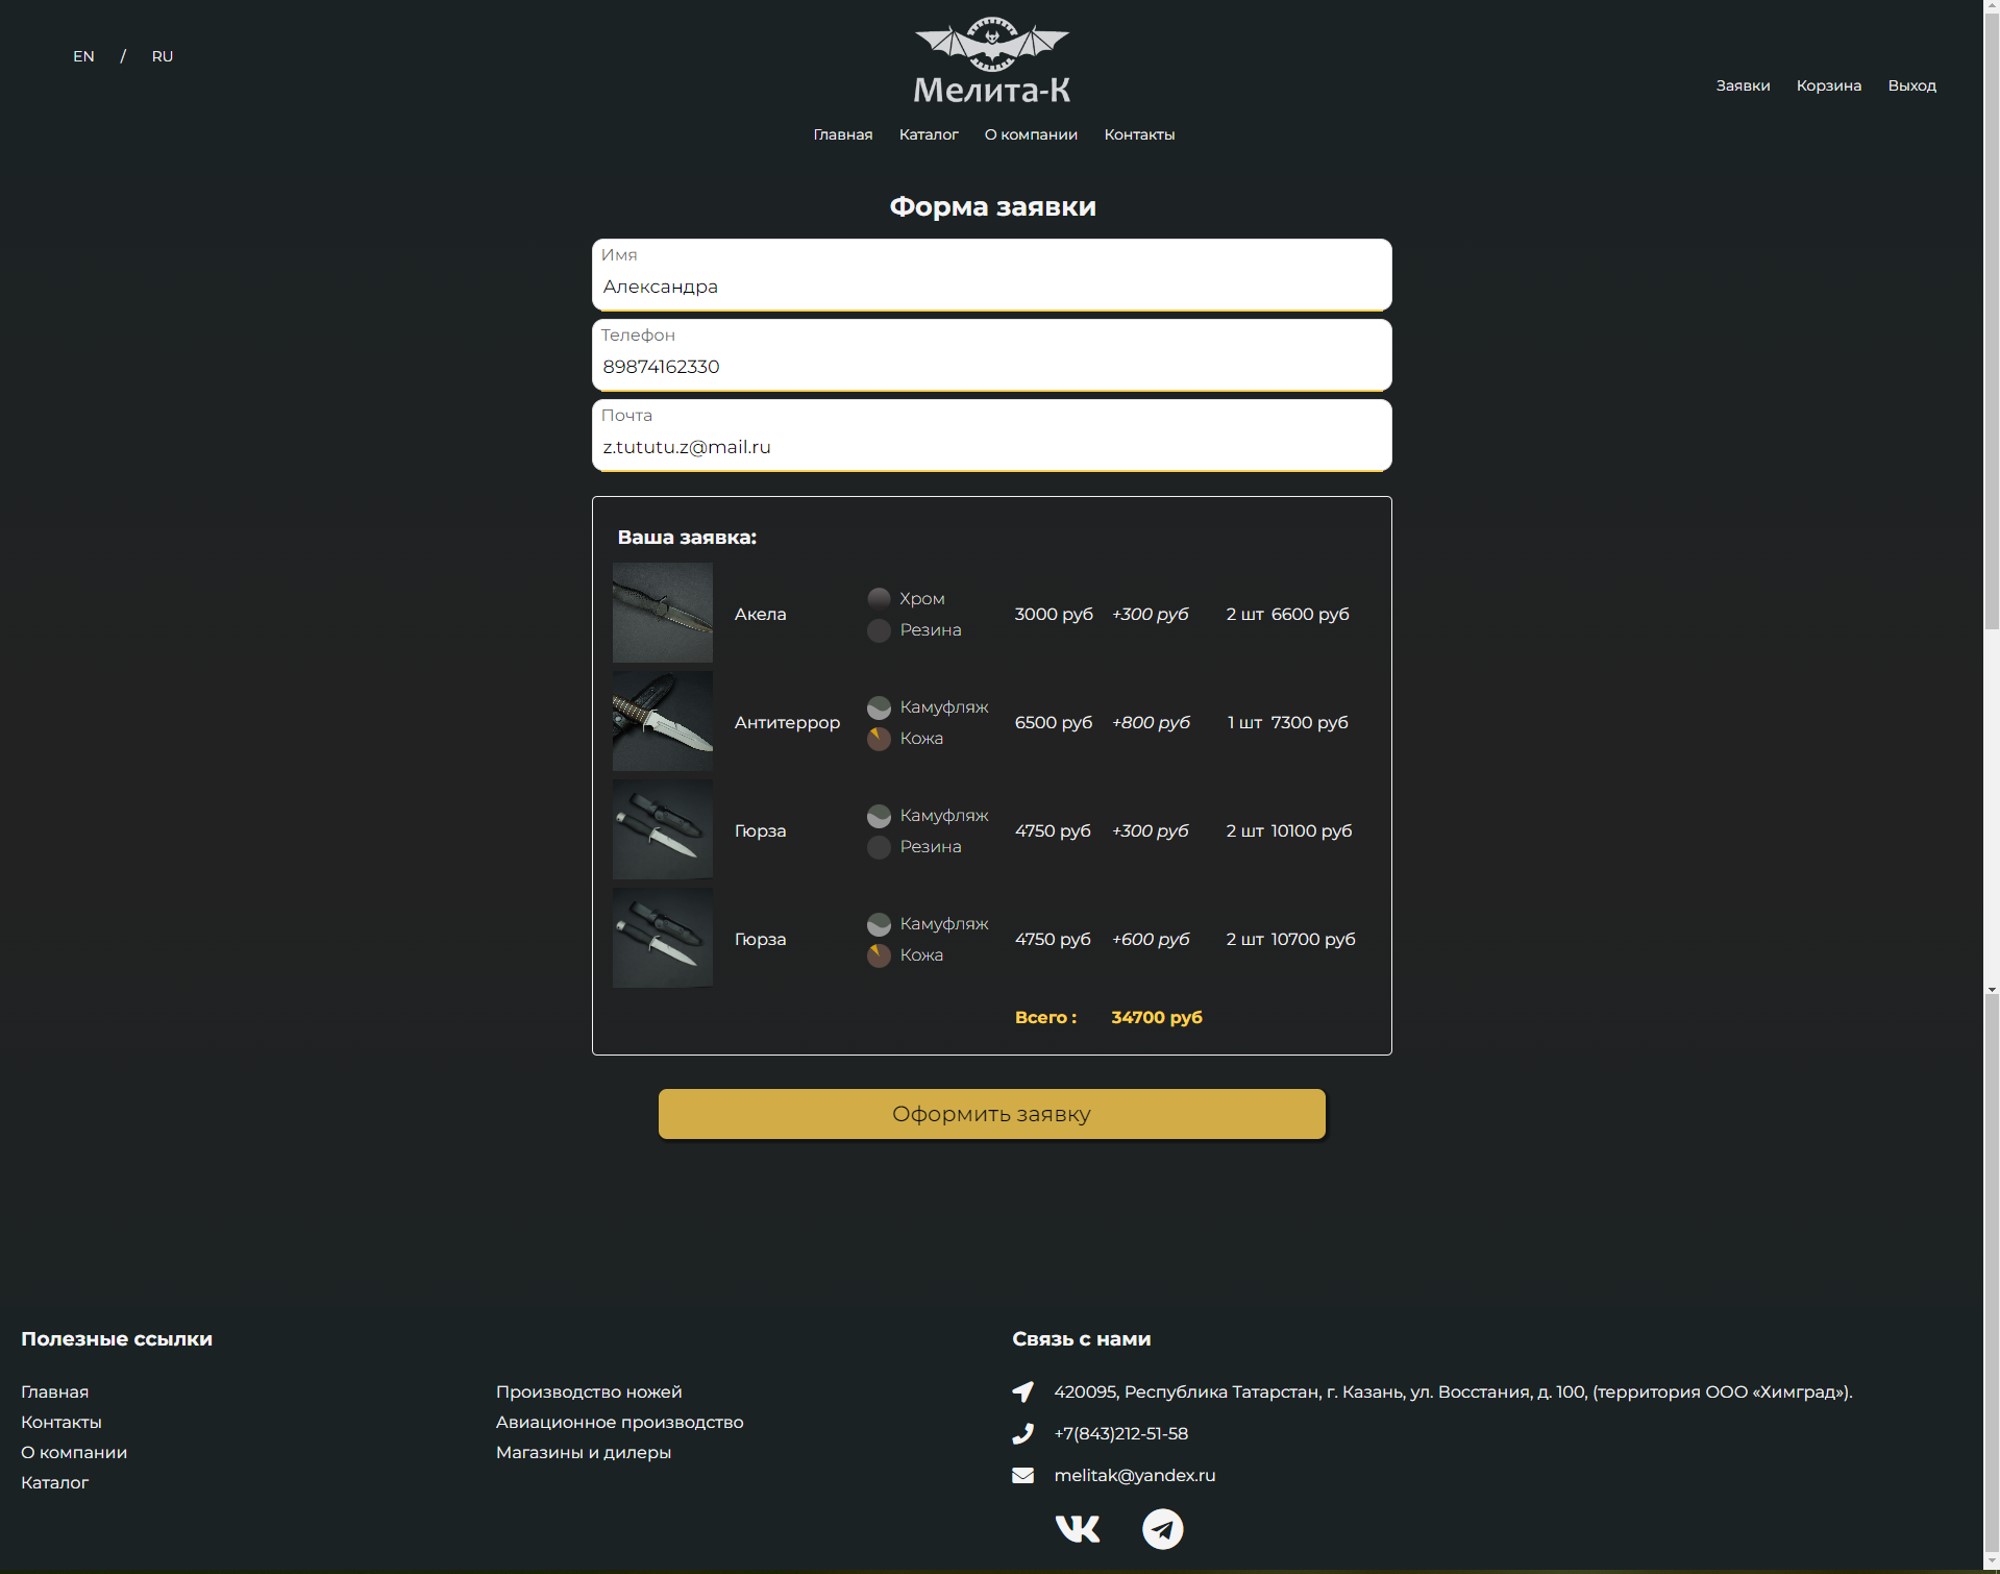 EN / RU
Мелита-К
Заявки Корзина Выход
Главная Каталог О компании Контакты
Форма заявки
Имя
Александра
Телефон
89874162330
Почта
z.tututu.z@mail.ru
Ваша заявка:
Акела
Хром
Резина
3000 руб +300 руб 2 шт 6600 руб
Антитеррор
Камуфляж
Кожа
6500 руб +800 руб 1 шт 7300 руб
Гюрза
Камуфляж
Резина
4750 руб +300 руб 2 шт 10100 руб
Гюрза
Камуфляж
Кожа
4750 руб +600 руб 2 шт 10700 руб
Всего : 34700 руб
Оформить заявку
Полезные ссылки
Главная
Контакты
О компании
Каталог
Производство ножей
Авиационное производство
Магазины и дилеры
Связь с нами
420095, Республика Татарстан, г. Казань, ул. Восстания, д. 100, (территория ООО «Химград»).
+7(843)212-51-58
melitak@yandex.ru